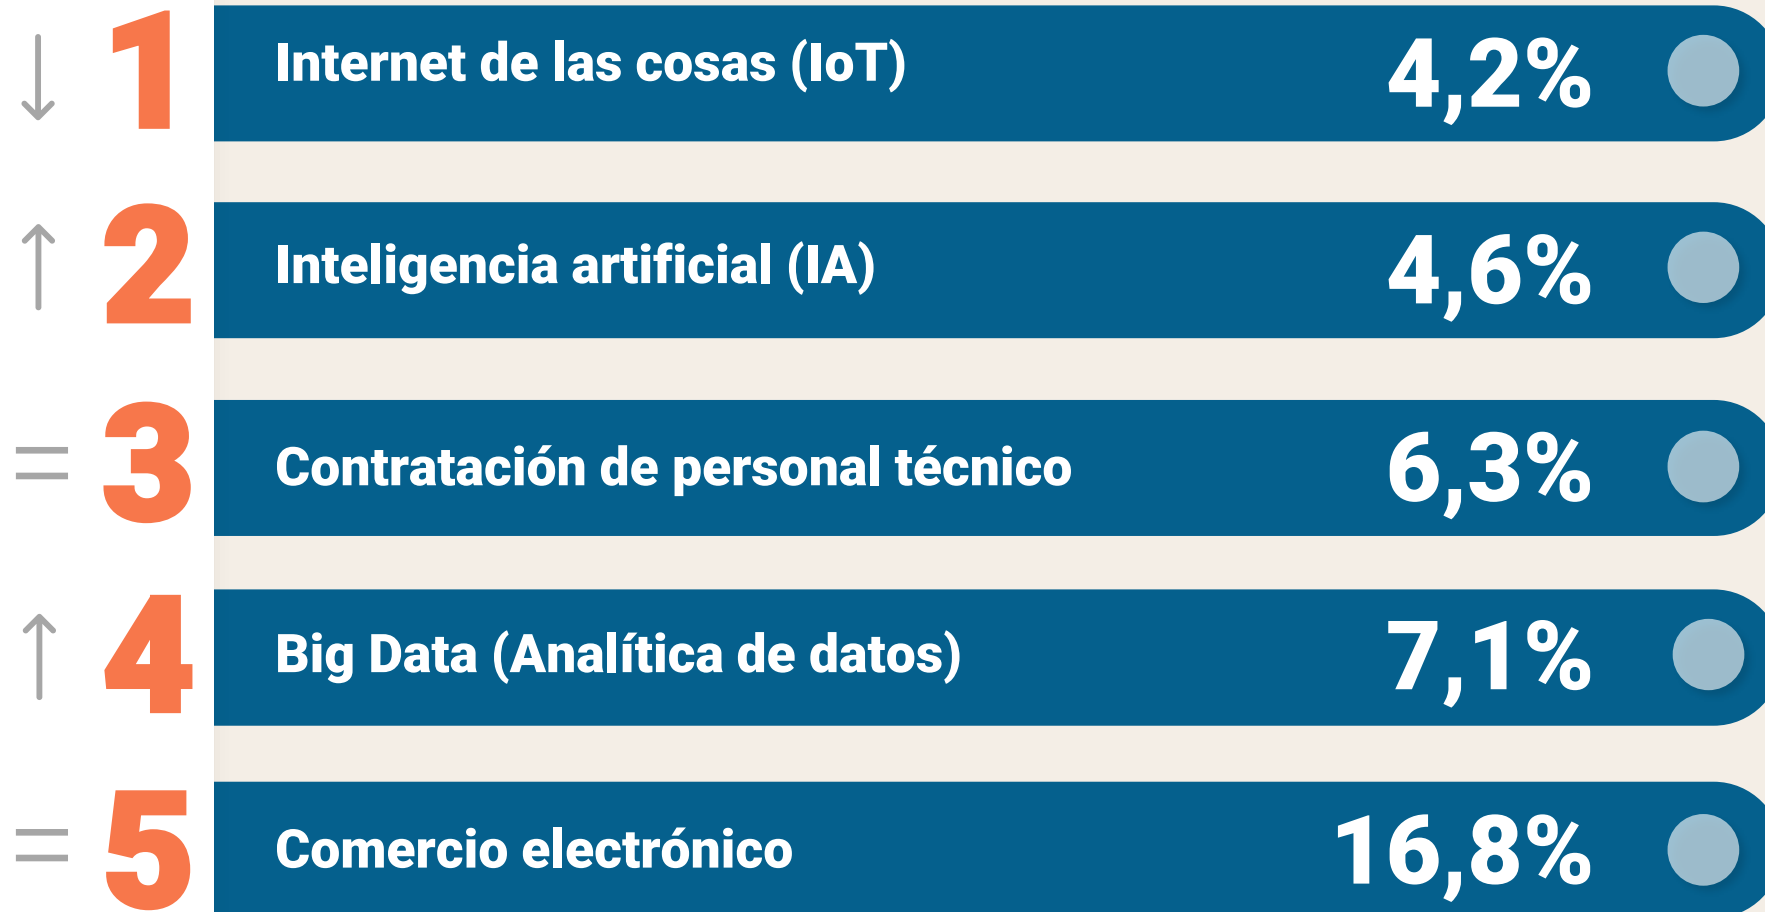 1 Internet de las cosas (IoT) 4,2%
2 Inteligencia artificial (IA) 4,6%
= 3 Contratación de personal técnico 6,3%
4 Big Data (Analítica de datos) 7,1%
= 5 Comercio electrónico 16,8%